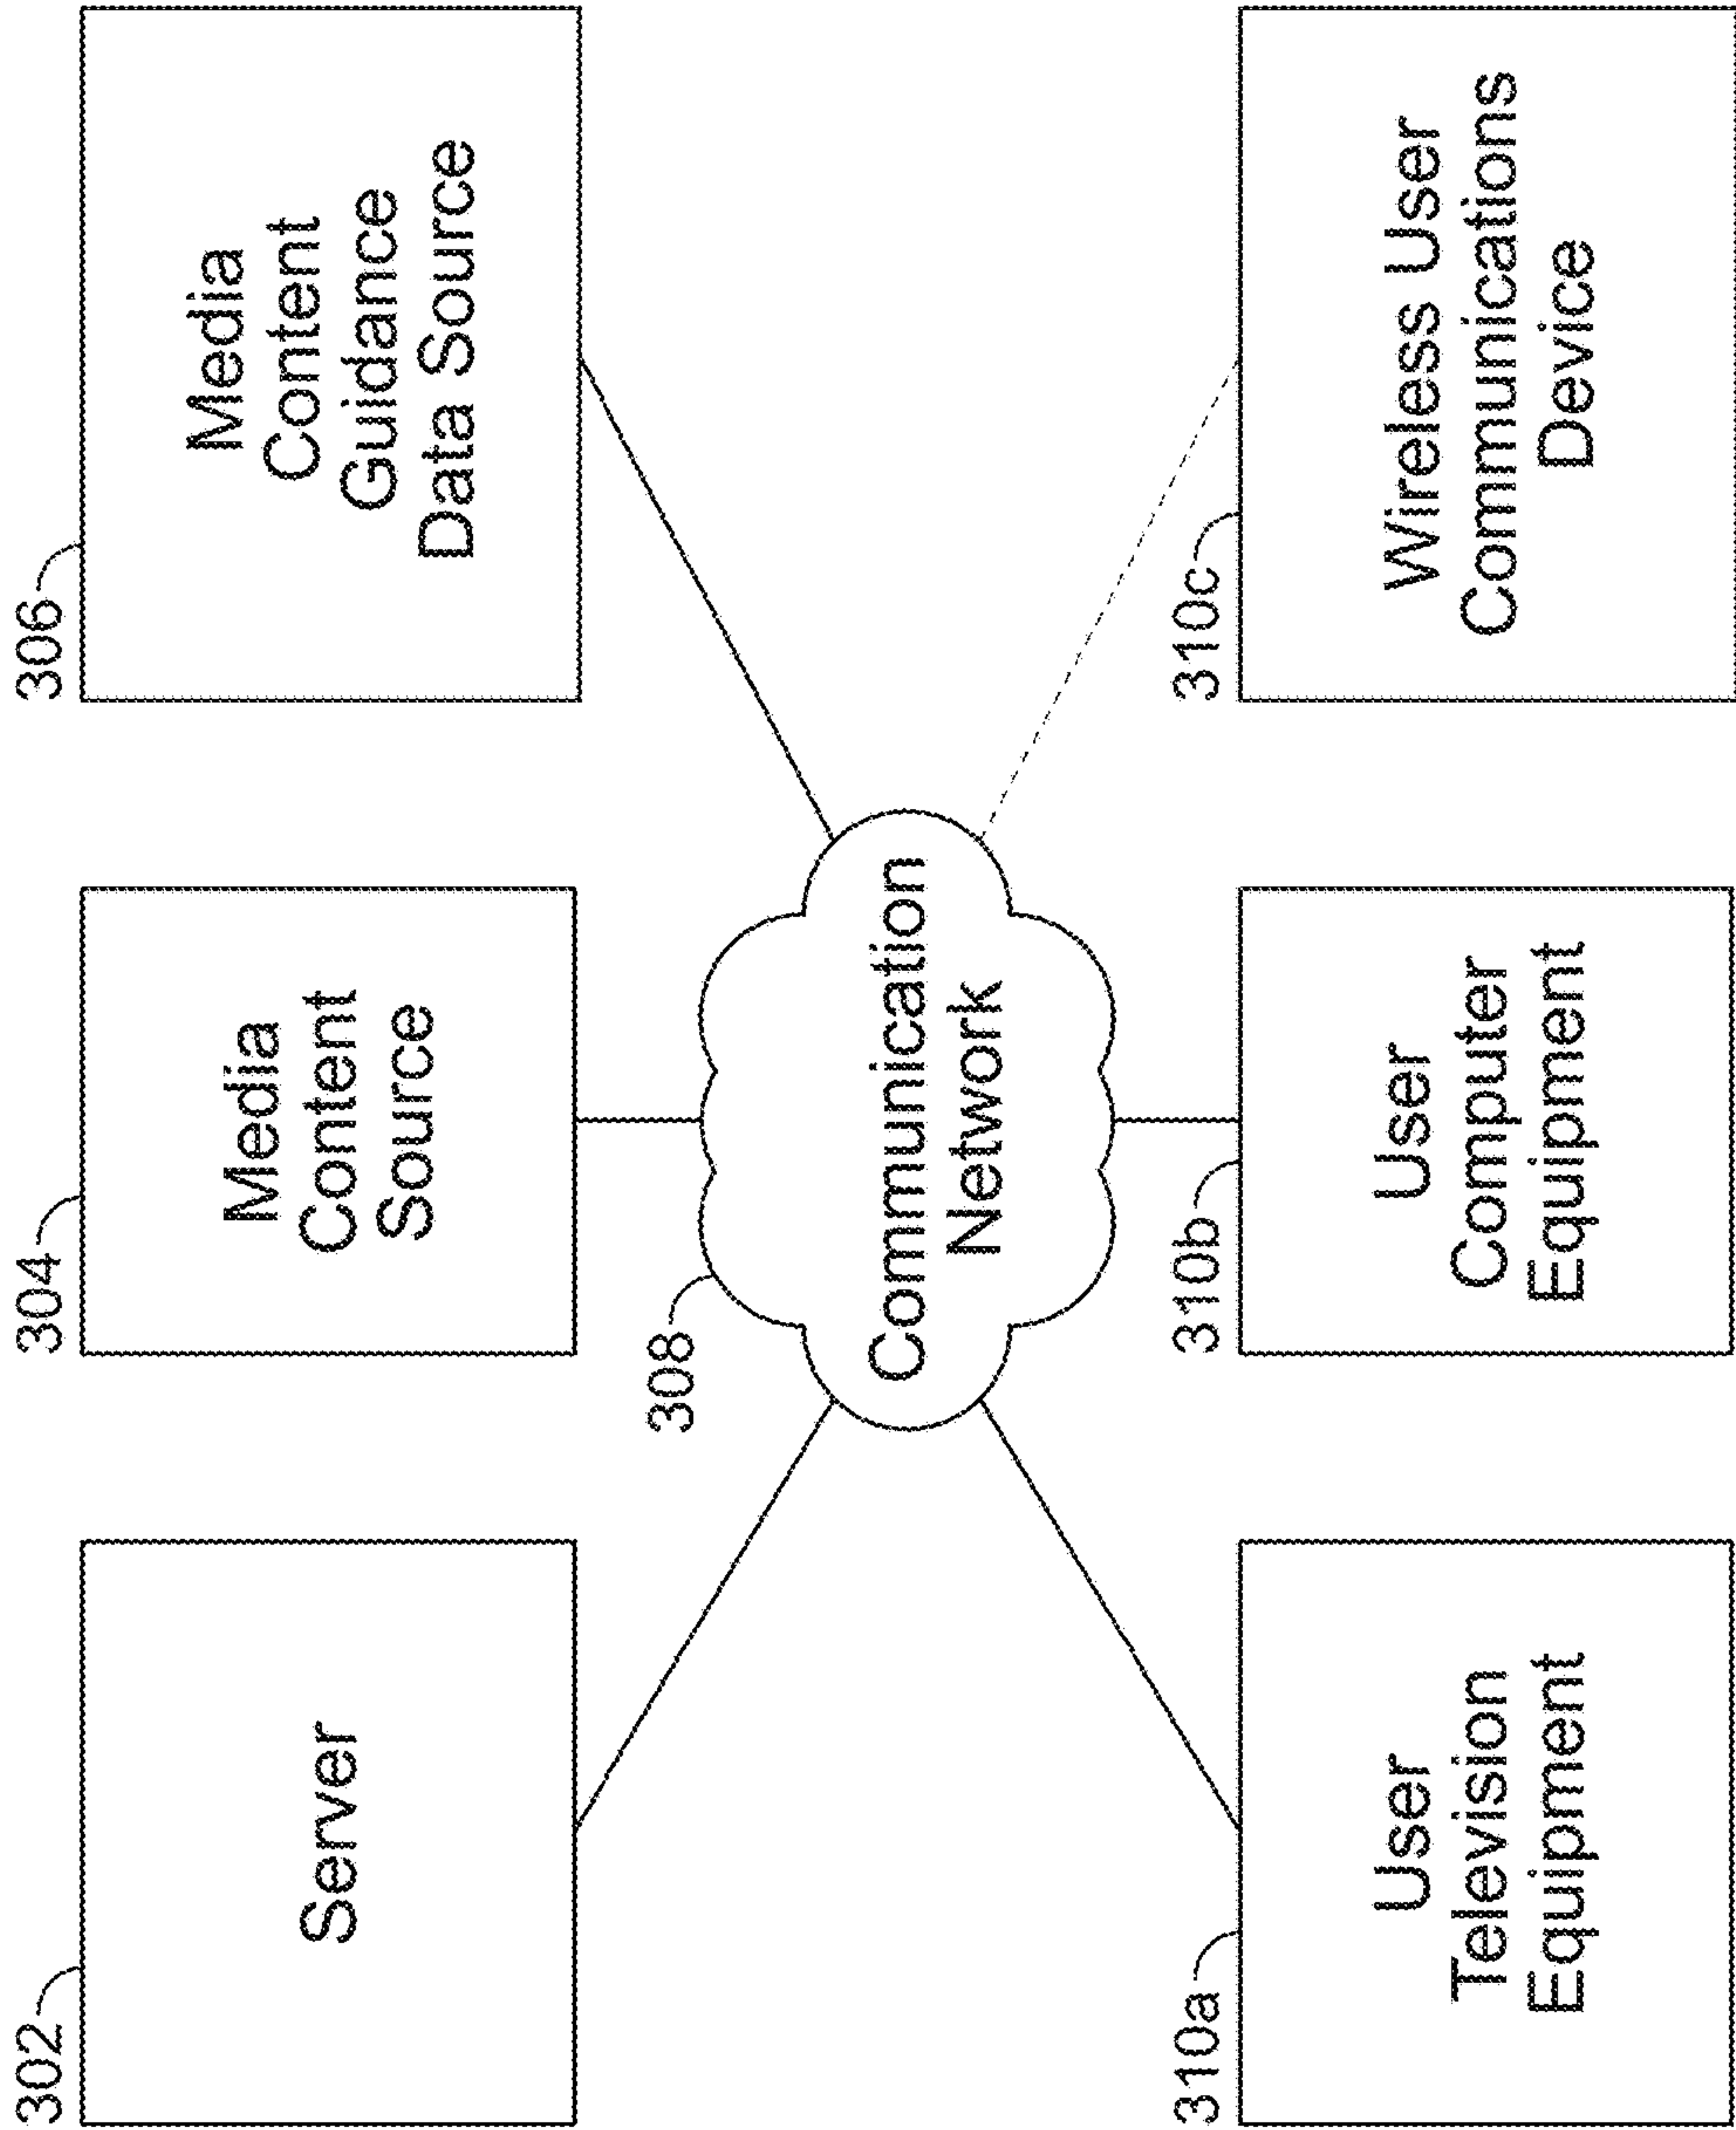 302
Server
304
Media
Content
Source
306
Media
Content
Guidance
Data Source
308
Communication
Network
310a
User
Television
Equipment
310b
User
Computer
Equipment
310c
Wireless User
Communications
Device